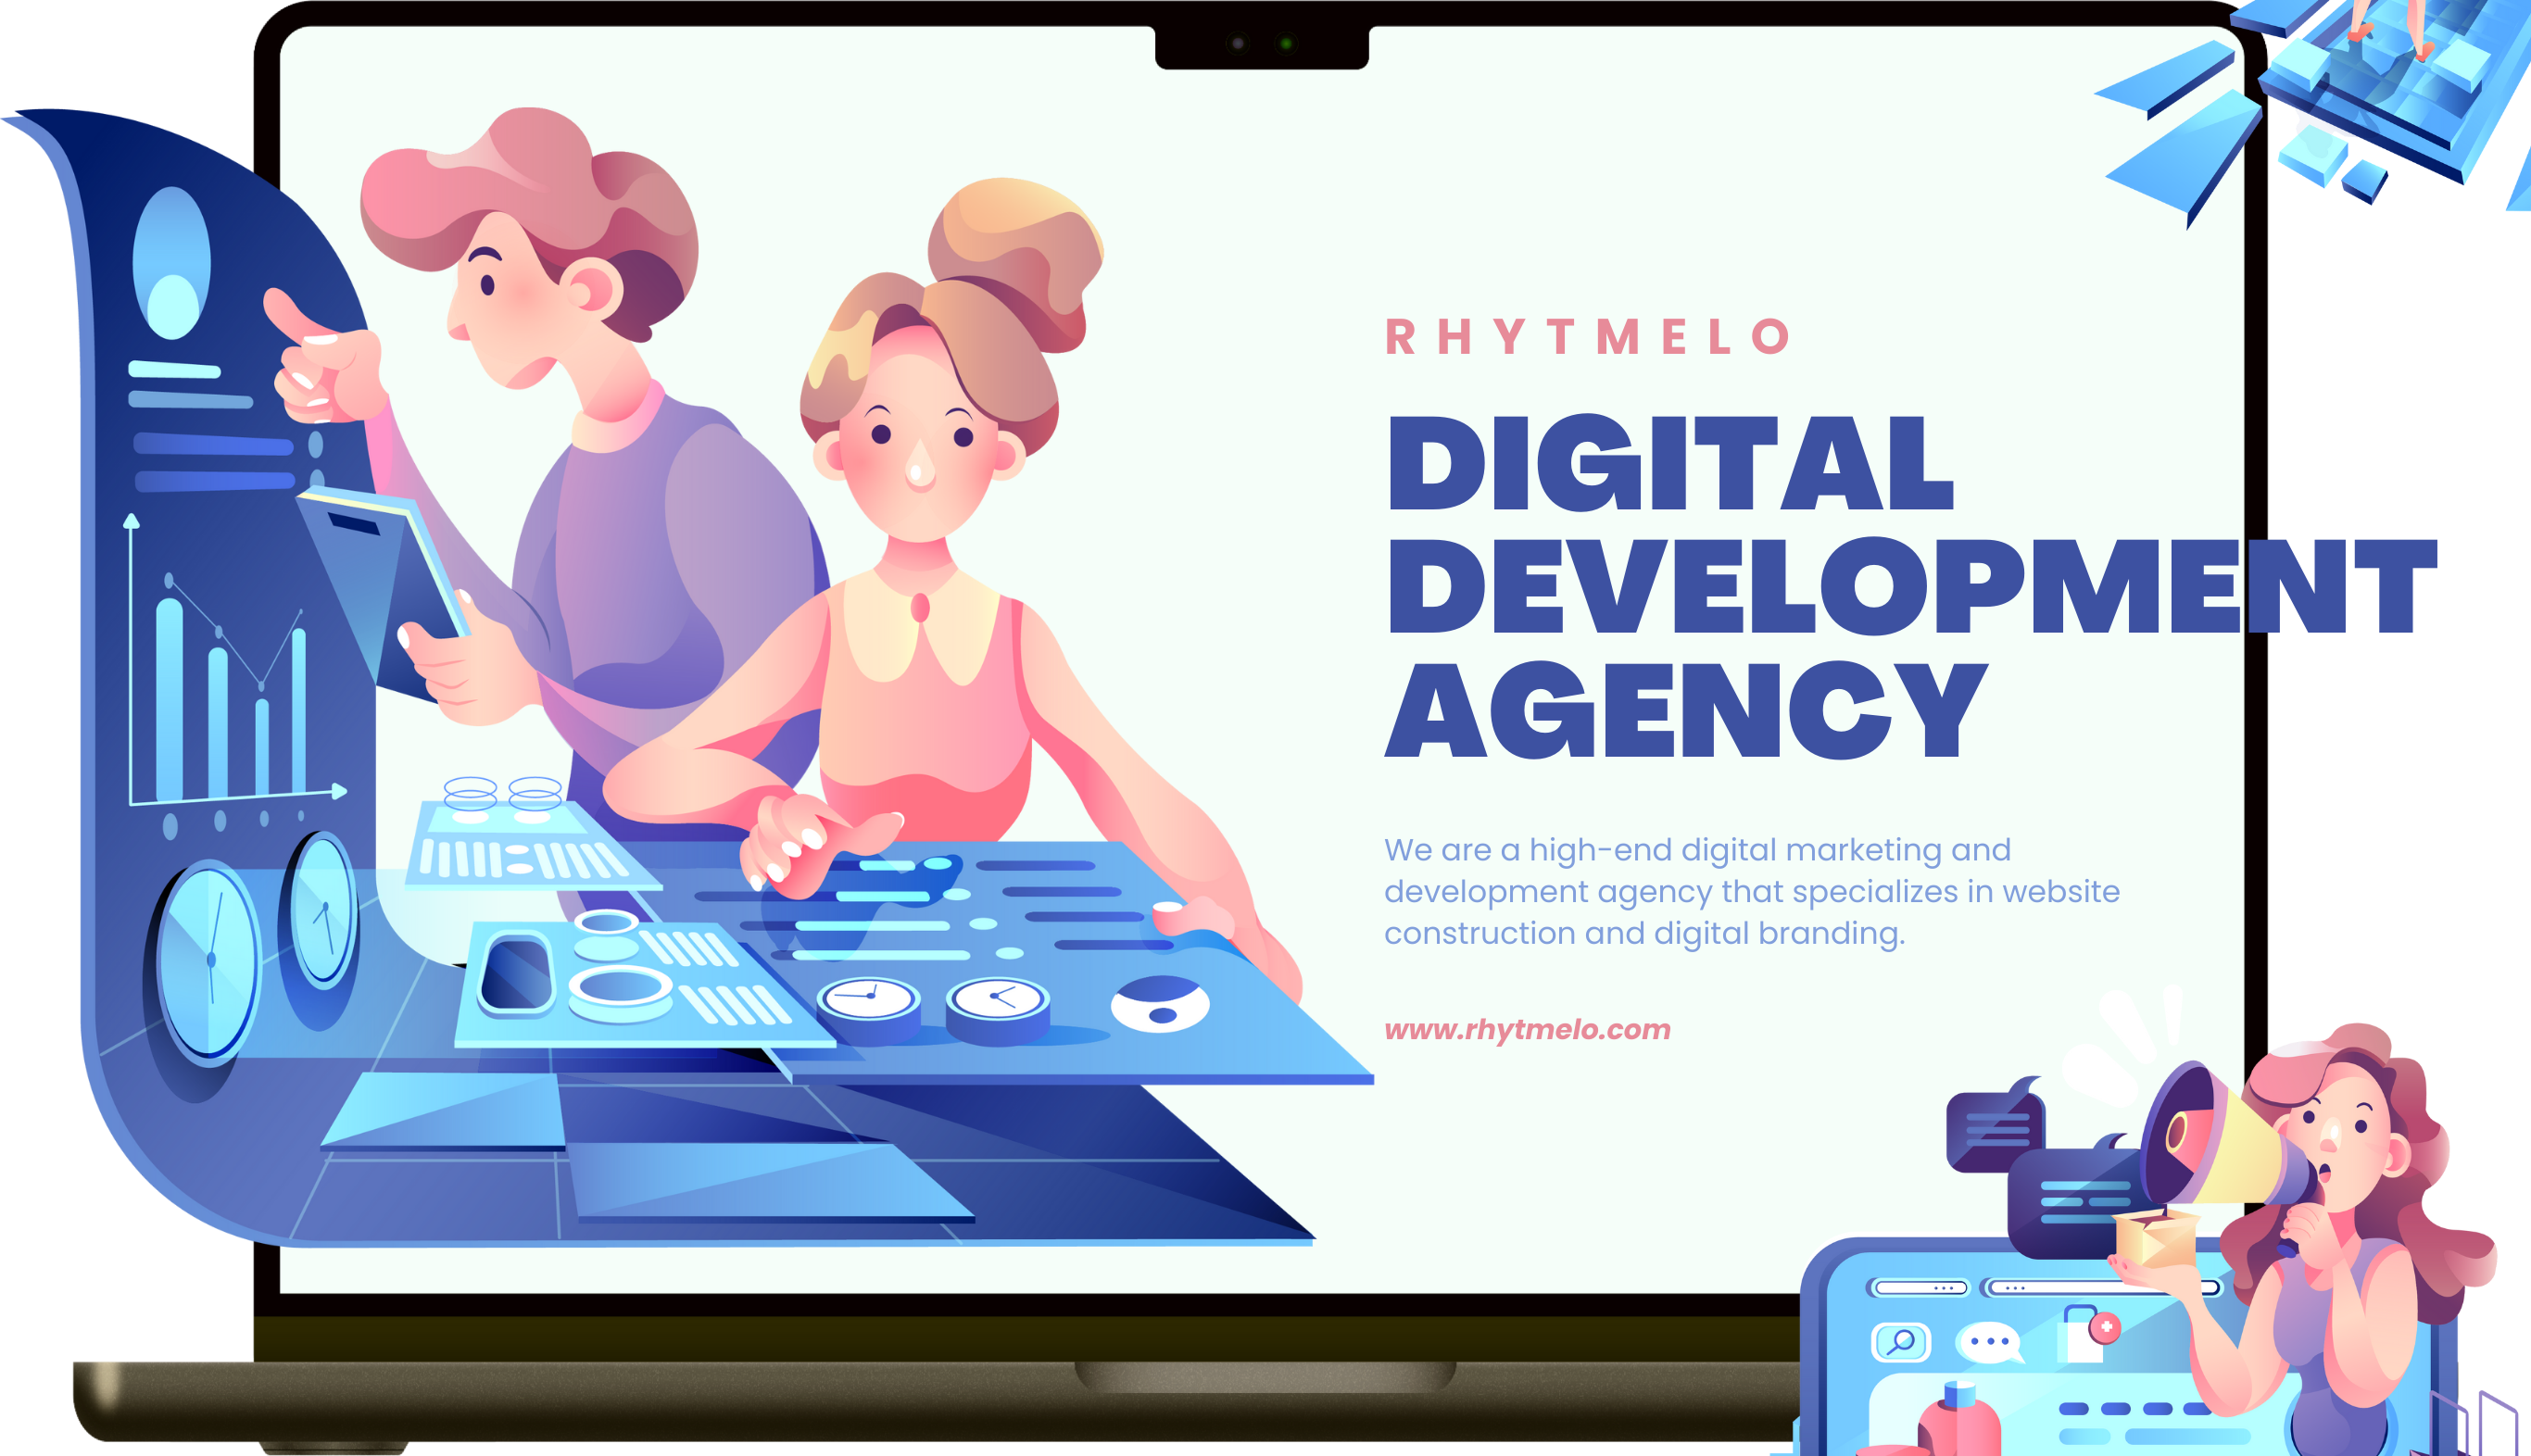 RHYTMELO
DIGITAL
DEVELOPMENT
AGENCY
We are a high-end digital marketing and
development agency that specializes in website
construction and digital branding.
www.rhytmelo.com